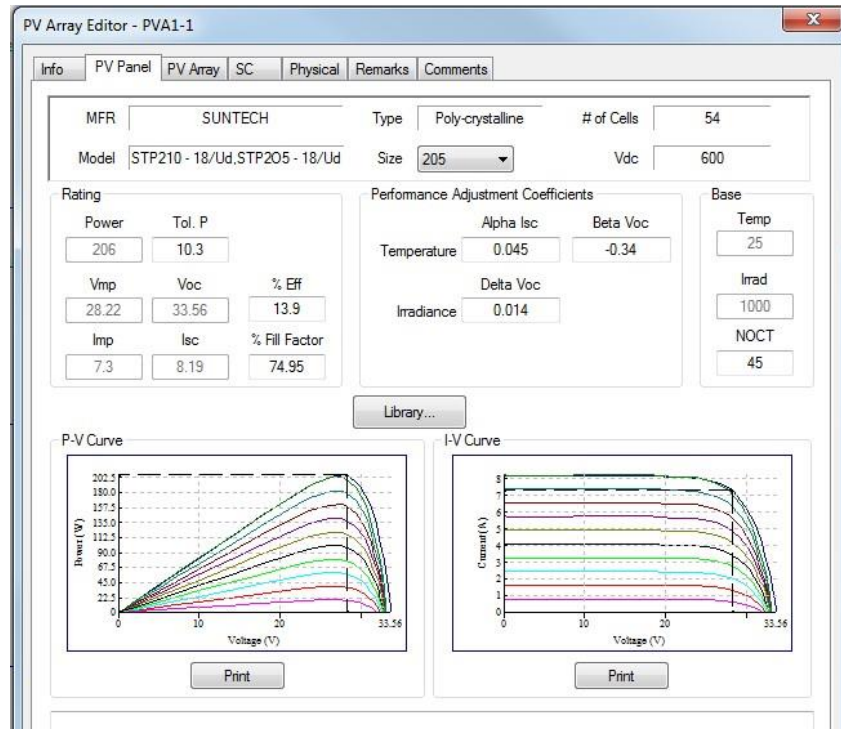 PV Array Editor - PVA1-1
X
Info PV Panel PV Array SC Physical Remarks Comments
MFR SUNTECH Type Poly-crystalline # of Cells 54
Model STP210 - 18/Ud,STP2O5 - 18/Ud Size 205 Vdc 600
Rating Performance Adjustment Coefficients Base
Power Tol. P Alpha Isc Beta Voc Temp
206 10.3 Temperature 0.045 -0.34 25
Vmp Voc % Eff Delta Voc Irrad
28.22 33.56 13.9 Irradiance 0.014 1000
Imp Isc % Fill Factor NOCT
7.3 8.19 74.95 45
Library...
P-V Curve
Power (W)
202.5
180.0
157.5
135.0
112.5
90.0
67.5
45.0
22.5
0
0 10 20 33.56
Voltage (V)
Print
I-V Curve
Current(A)
8
7
6
5
4
3
2
1
0
0 10 20 33.56
Voltage (V)
Print